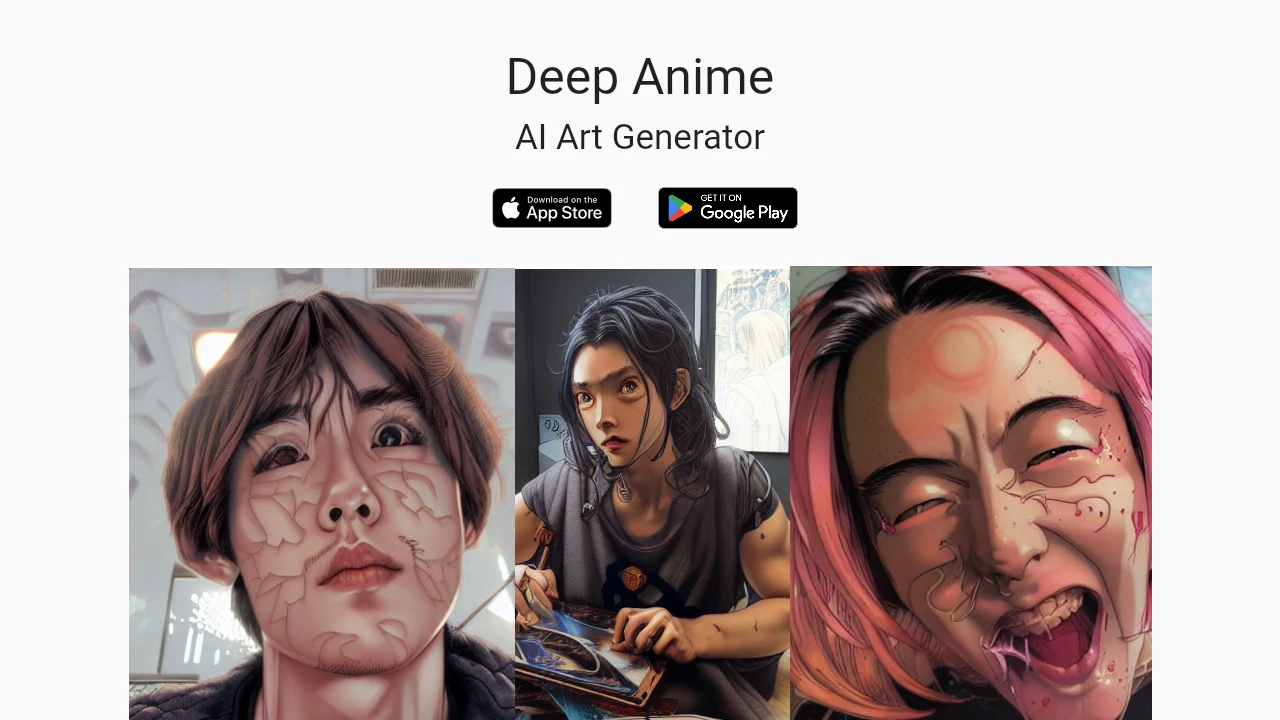 Deep Anime
AI Art Generator
Download on the
App Store
GET IT ON
Google Play